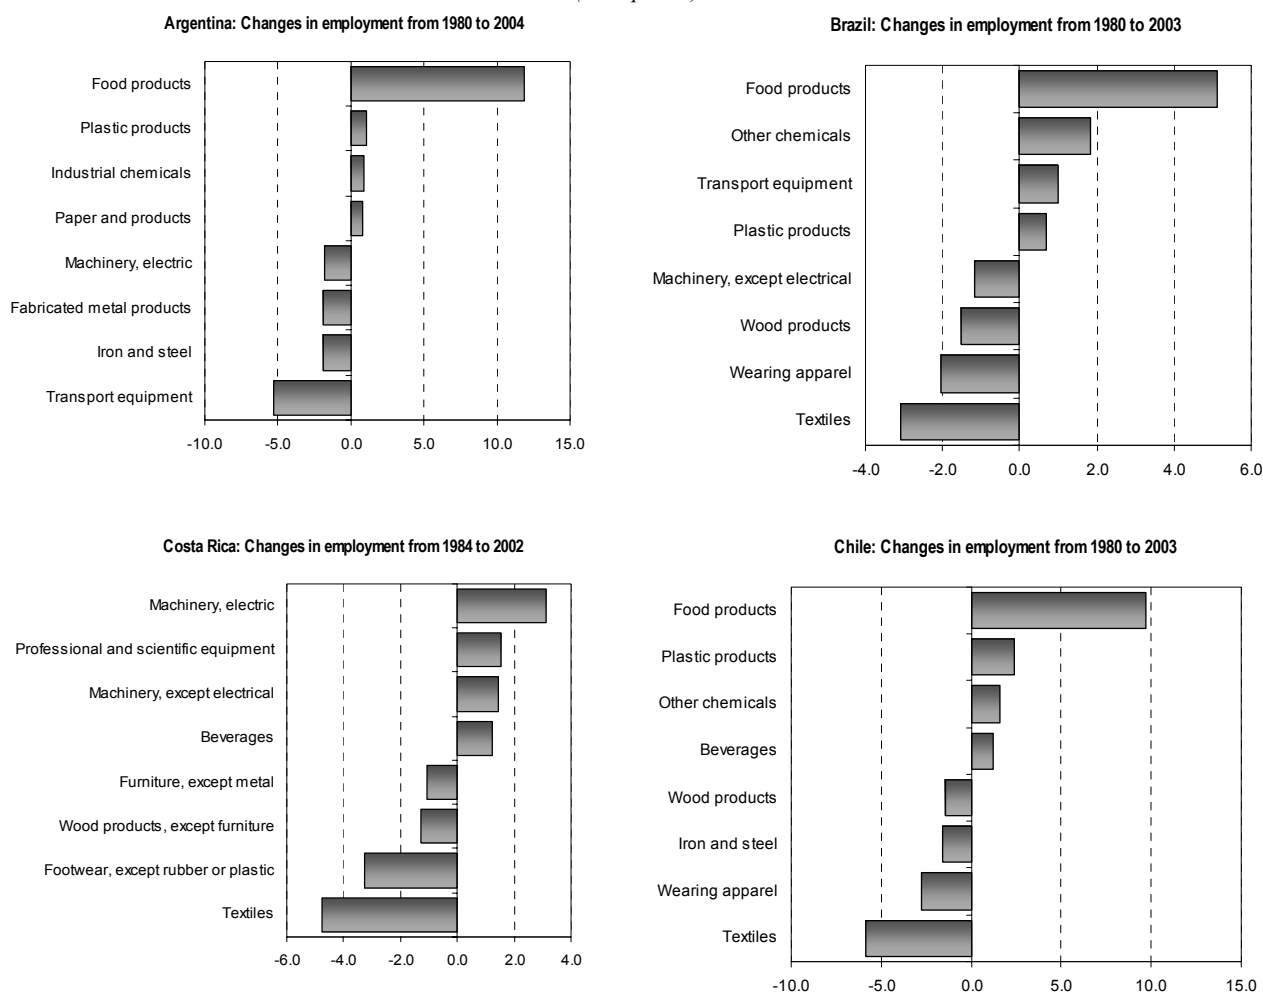 Argentina: Changes in employment from 1980 to 2004
Food products
Plastic products
Industrial chemicals
Paper and products
Machinery, electric
Fabricated metal products
Iron and steel
Transport equipment
-10.0 -5.0 0.0 5.0 10.0 15.0
Brazil: Changes in employment from 1980 to 2003
Food products
Other chemicals
Transport equipment
Plastic products
Machinery, except electrical
Wood products
Wearing apparel
Textiles
-4.0 -2.0 0.0 2.0 4.0 6.0
Costa Rica: Changes in employment from 1984 to 2002
Machinery, electric
Professional and scientific equipment
Machinery, except electrical
Beverages
Furniture, except metal
Wood products, except furniture
Footwear, except rubber or plastic
Textiles
-6.0 -4.0 -2.0 0.0 2.0 4.0
Chile: Changes in employment from 1980 to 2003
Food products
Plastic products
Other chemicals
Beverages
Wood products
Iron and steel
Wearing apparel
Textiles
-10.0 -5.0 0.0 5.0 10.0 15.0